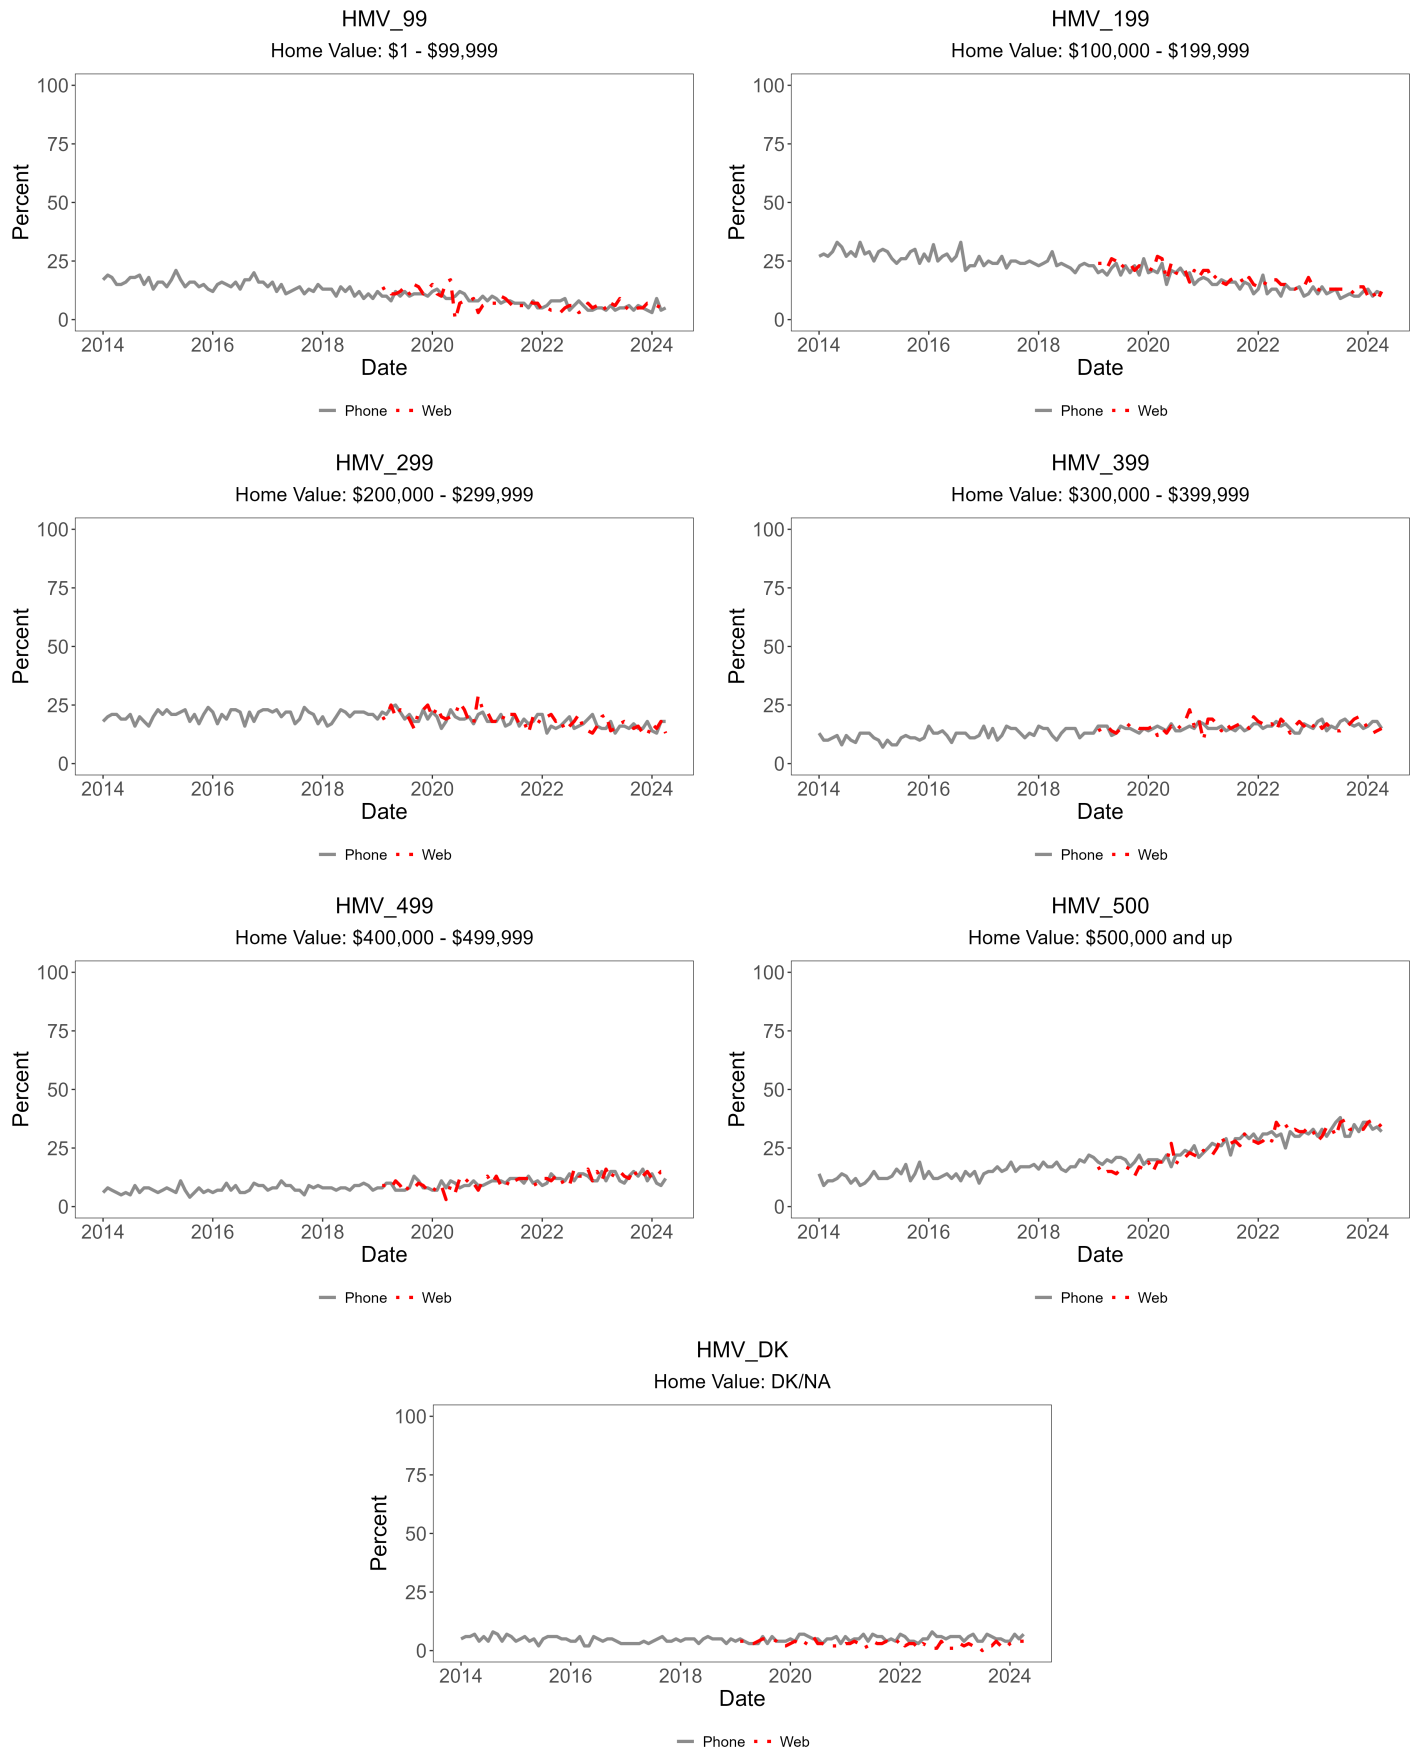 HMV_99
Home Value: $1 - $99,999
Percent
100
75
50
25
0
2014 2016 2018 2020 2022 2024
Date
Phone Web
HMV_199
Home Value: $100,000 - $199,999
Percent
100
75
50
25
0
2014 2016 2018 2020 2022 2024
Date
Phone Web
HMV_299
Home Value: $200,000 - $299,999
Percent
100
75
50
25
0
2014 2016 2018 2020 2022 2024
Date
Phone Web
HMV_399
Home Value: $300,000 - $399,999
Percent
100
75
50
25
0
2014 2016 2018 2020 2022 2024
Date
Phone Web
HMV_499
Home Value: $400,000 - $499,999
Percent
100
75
50
25
0
2014 2016 2018 2020 2022 2024
Date
Phone Web
HMV_500
Home Value: $500,000 and up
Percent
100
75
50
25
0
2014 2016 2018 2020 2022 2024
Date
Phone Web
HMV_DK
Home Value: DK/NA
Percent
100
75
50
25
0
2014 2016 2018 2020 2022 2024
Date
Phone Web